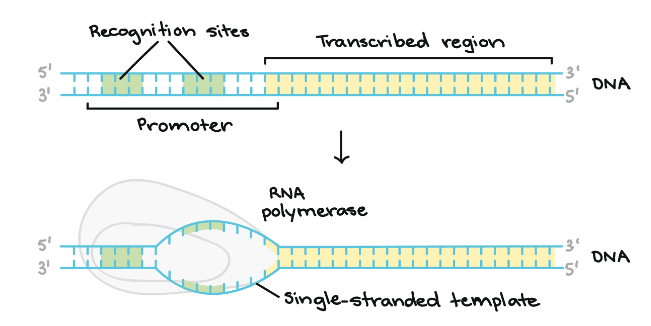 Recognition sites
Transcribed region
5' 3'
3' 5'
DNA
Promoter
RNA
polymerase
5' 3'
3' 5'
DNA
Single-stranded template